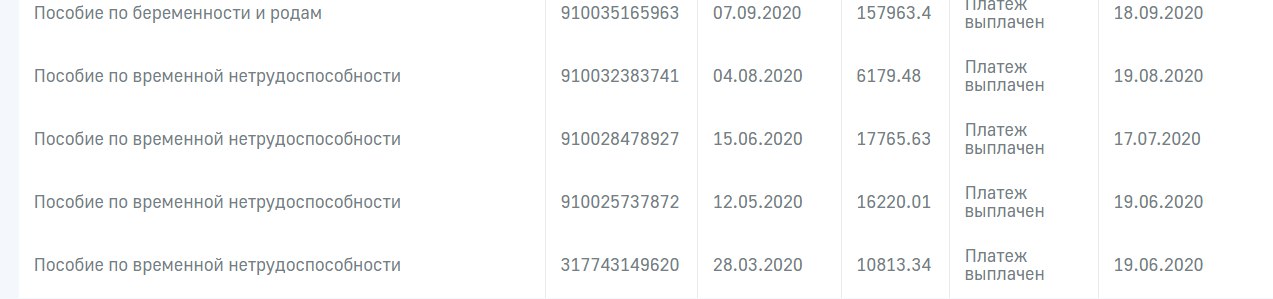 Пособие по беременности и родам 910035165963 07.09.2020 157963.4 Платеж выплачен 18.09.2020
Пособие по временной нетрудоспособности 910032383741 04.08.2020 6179.48 Платеж выплачен 19.08.2020
Пособие по временной нетрудоспособности 910028478927 15.06.2020 17765.63 Платеж выплачен 17.07.2020
Пособие по временной нетрудоспособности 910025737872 12.05.2020 16220.01 Платеж выплачен 19.06.2020
Пособие по временной нетрудоспособности 317743149620 28.03.2020 10813.34 Платеж выплачен 19.06.2020